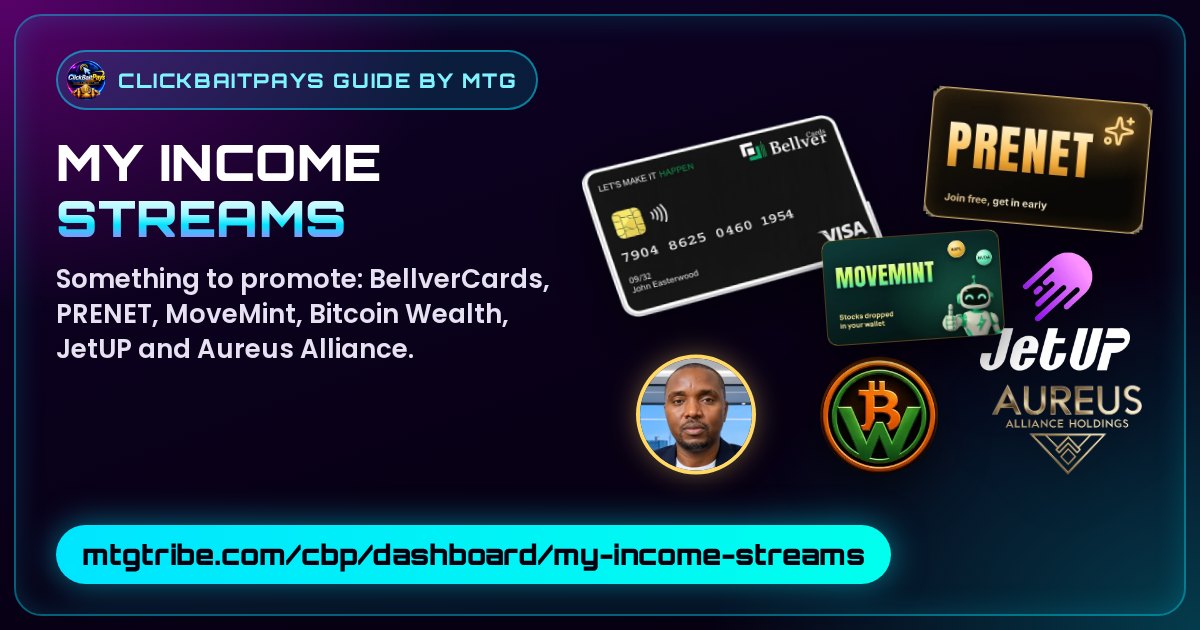 ClickBaitPays
CLICKBAITPAYS GUIDE BY MTG
MY INCOME
STREAMS
Something to promote: BellverCards,
PRENET, MoveMint, Bitcoin Wealth,
JetUP and Aureus Alliance.
LET'S MAKE IT HAPPEN
Bellver
Cards
7904 8625 0460 1954
VISA
09/32
John Easterwood
PRENET
Join free, get in early
MOVEMINT
Stocks dropped
in your wallet
JetUP
AUREUS
ALLIANCE HOLDINGS
B
W
mtgtribe.com/cbp/dashboard/my-income-streams